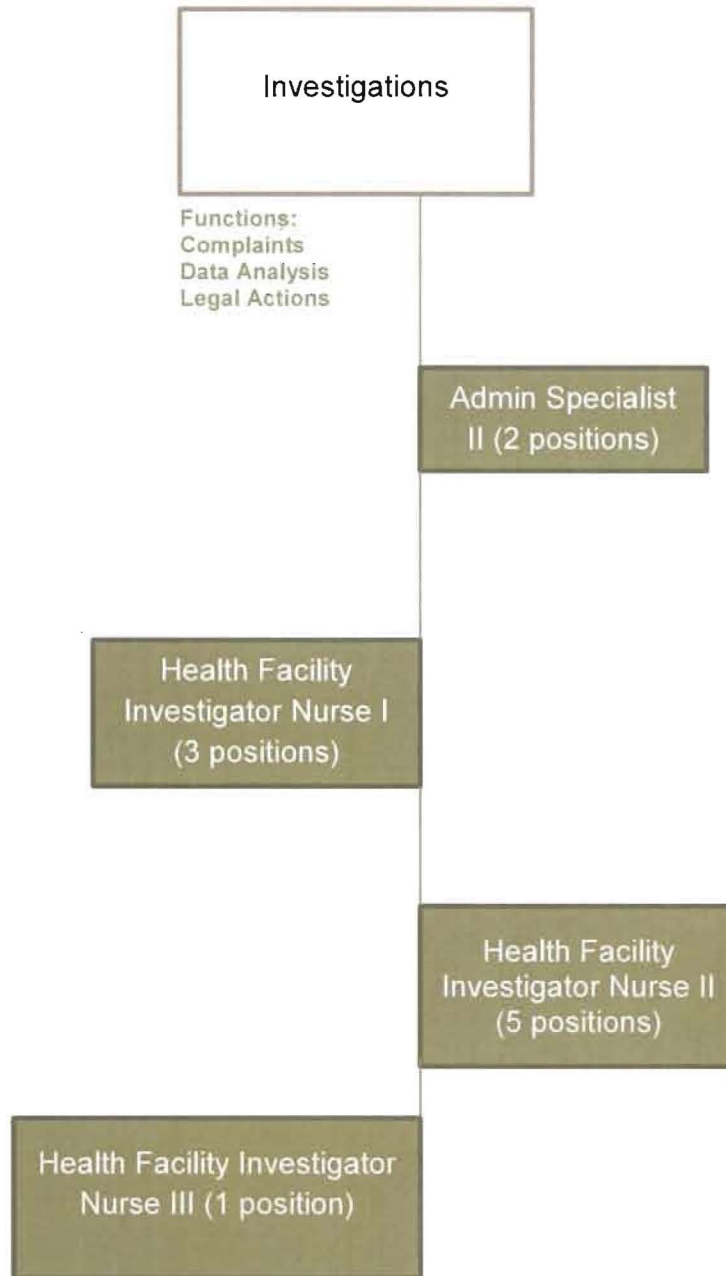 Investigations
Functions:
Complaints
Data Analysis
Legal Actions
Admin Specialist
II (2 positions)
Health Facility
Investigator Nurse I
(3 positions)
Health Facility
Investigator Nurse II
(5 positions)
Health Facility Investigator
Nurse III (1 position)